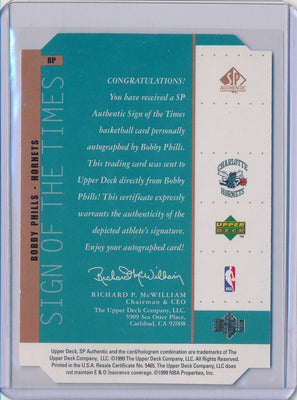 BP
SIGN OF THE TIMES
BOBBY PHILLS - HORNETS
CONGRATULATIONS!
You have received a SP
Authentic Sign of the Times
basketball card personally
autographed by Bobby Phills.
This trading card was sent to
Upper Deck directly from Bobby
Phills! This certificate expressly
warrants the authenticity of the
depicted athlete's signature.
Enjoy your autographed card!
Richard McWilliam
RICHARD P. McWILLIAM
Chairman & CEO
The Upper Deck Company, LLC.
5909 Sea Otter Place,
Carlsbad, CA 92008
SP
AUTHENTIC
CHARLOTTE
HORNETS
UPPER
DECK
NBA
Upper Deck, SP Authentic and the card/hologram combination are trademarks of The
Upper Deck Company, LLC. ©1999 The Upper Deck Company, LLC. All Rights Reserved.
Printed in the U.S.A. Resale Certificate No. 5465. The Upper Deck Company, LLC does
not maintain E & G Insurance coverage. ©1999 NBA Properties, Inc.